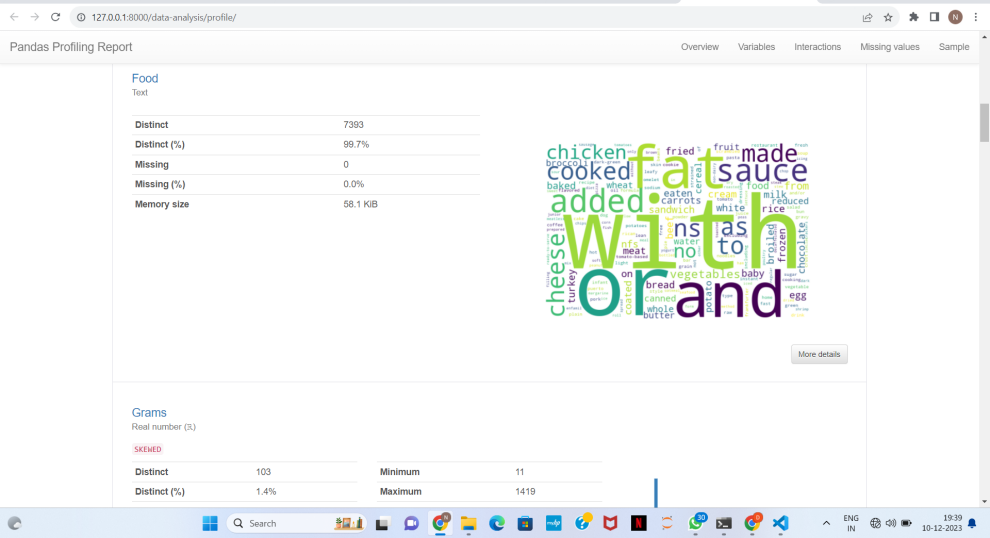 127.0.0.1:8000/data-analysis/profile/
N
Pandas Profiling Report
Overview Variables Interactions Missing values Sample
Food
Text
Distinct 7393
Distinct (%) 99.7%
Missing 0
Missing (%) 0.0%
Memory size 58.1 KiB
chicken
fat
fried
fruit
made
broccoli
cooked
sauce
baked
wheat
cereal
food
from
added
eaten
carrots
cream
milk
reduced
sandwich
white
rice
with
ns
as
to
nfs
meat
water
no
beef
broiled
frozen
chocolate
cheese
turkey
or
on
vegetables
baby
and
coated
bread
canned
whole
butter
potato
egg
More details
Grams
Real number (ℝ)
SKEWED
Distinct 103 Minimum 11
Distinct (%) 1.4% Maximum 1419
Search
30
ENG
IN
19:39
10-12-2023